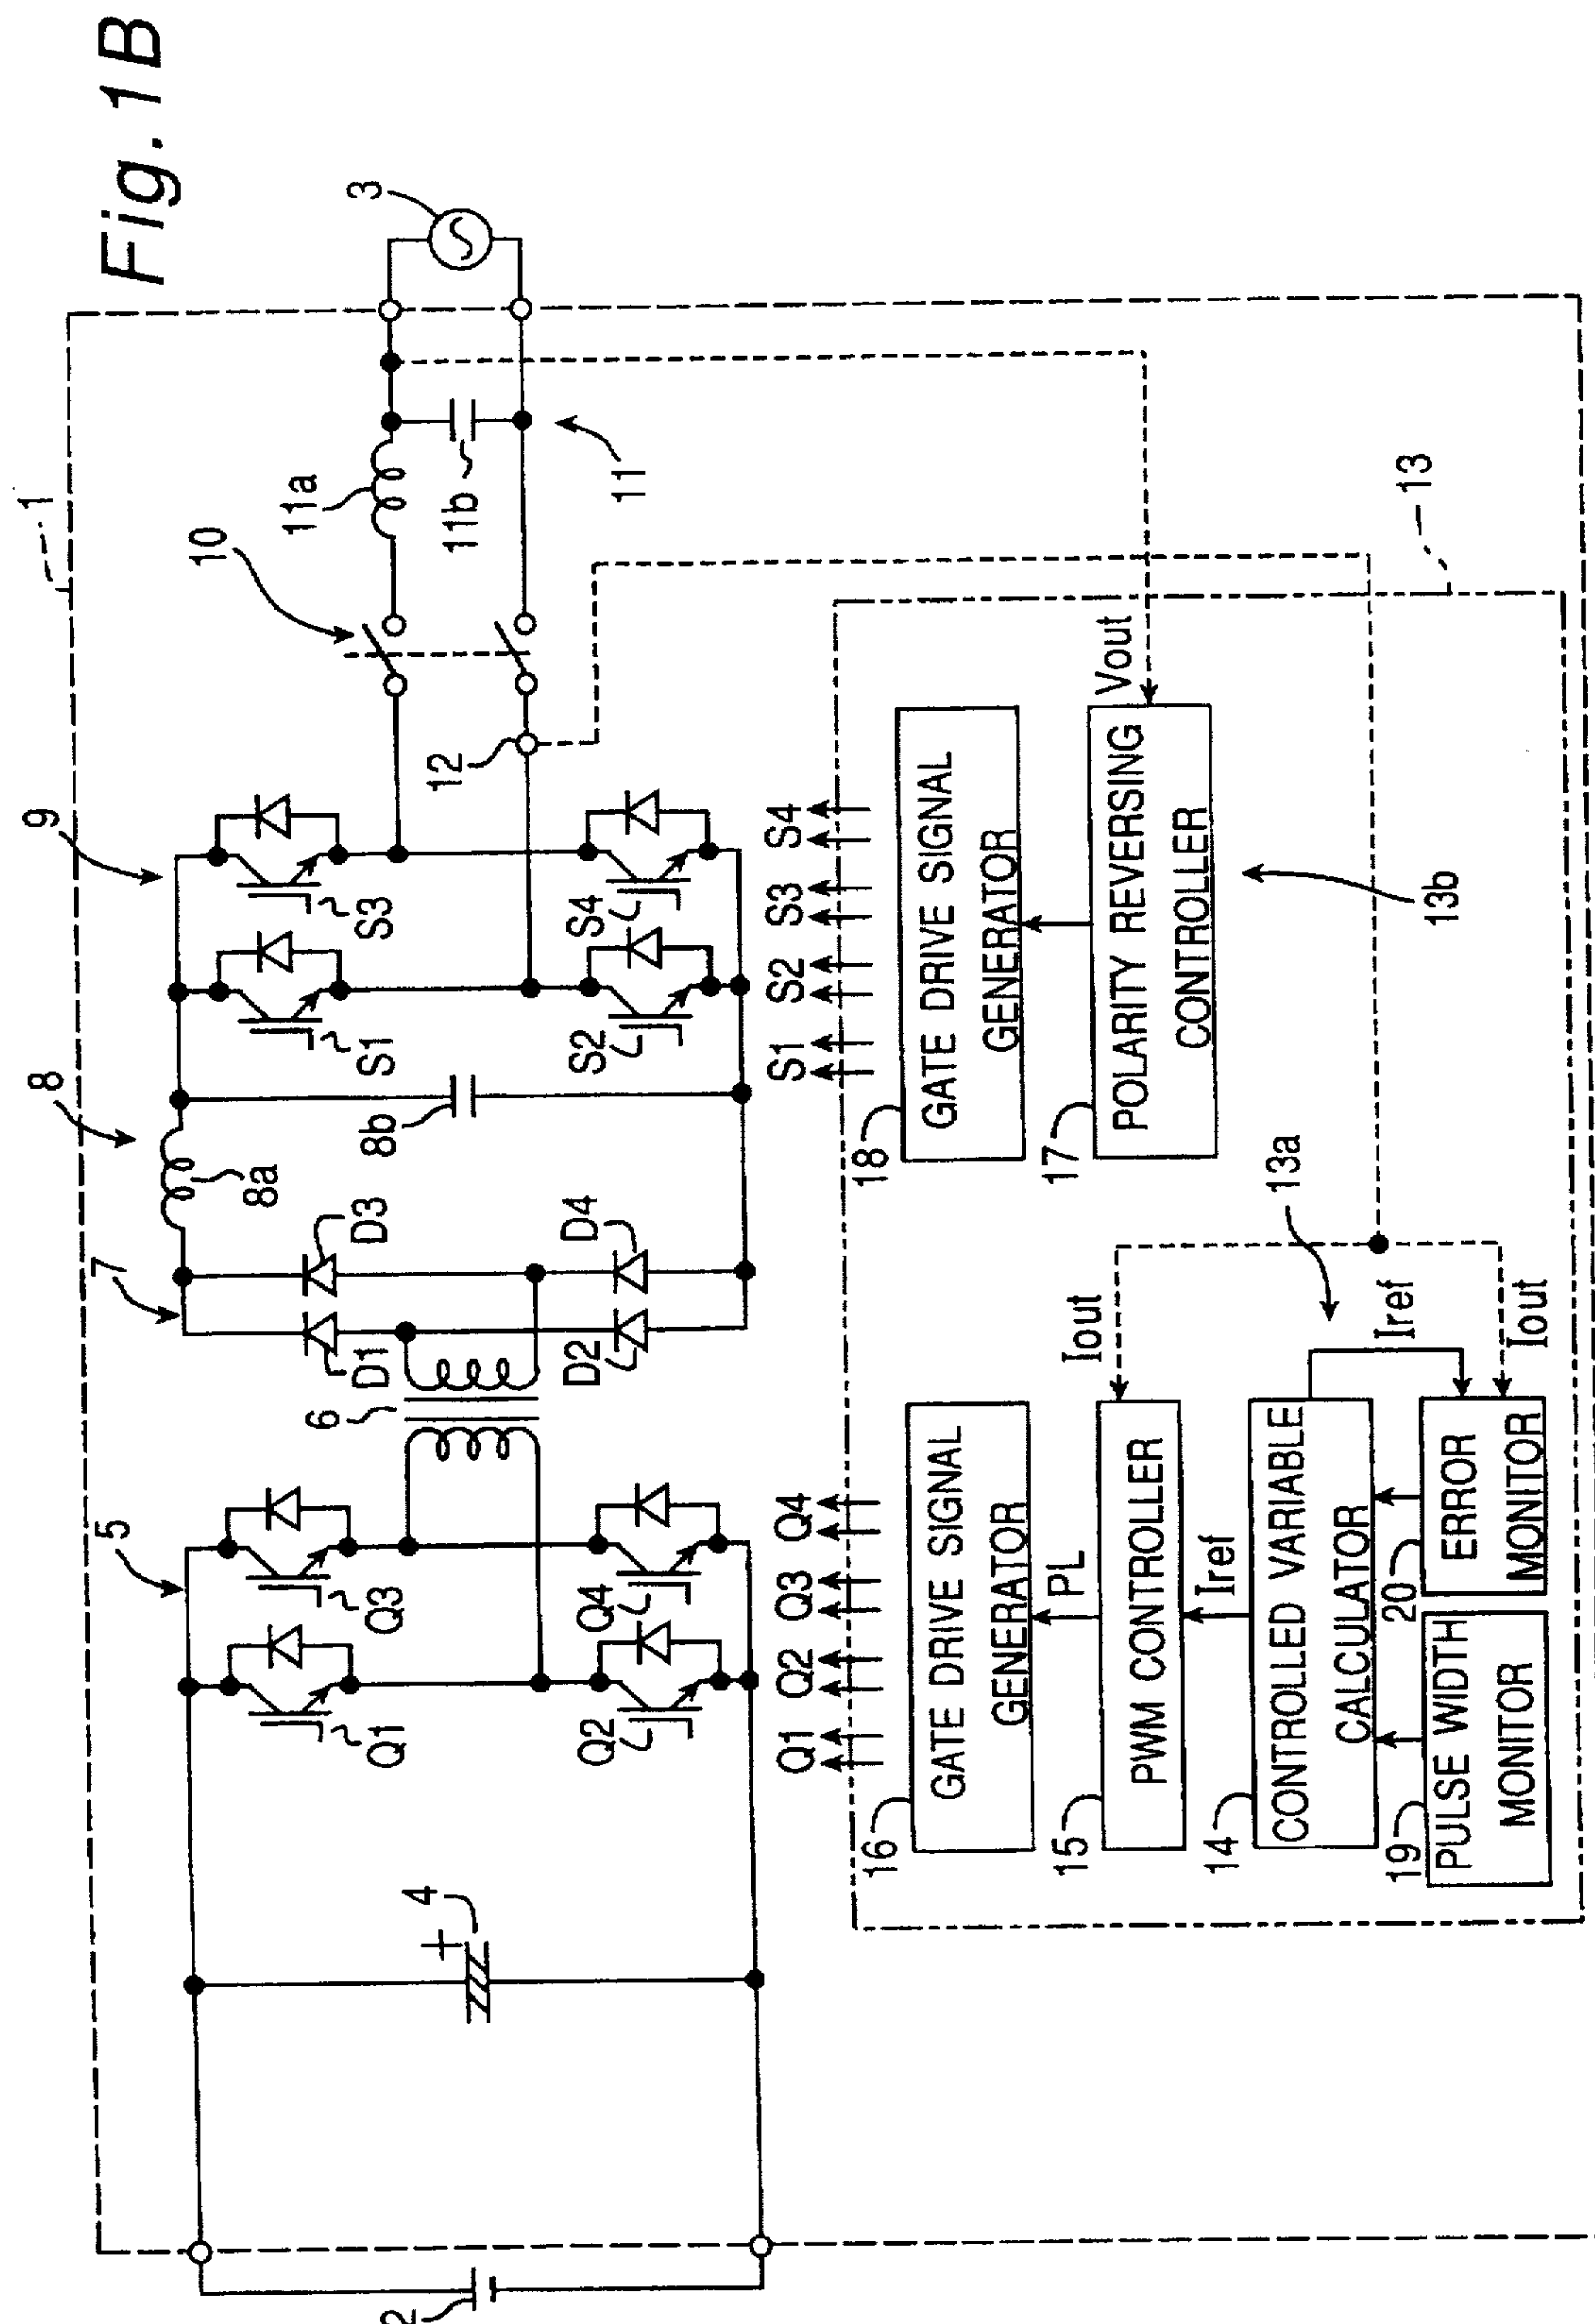 Fig. 1B
1
3
9
10
8
7
5
11a
11b
11
12
8a
8b
S3
S1
S4
S2
D3
D1
D4
D2
6
Q3
Q1
Q4
Q2
4
+
2
13
Q1 Q2 Q3 Q4
S1 S2 S3 S4
16
GATE DRIVE SIGNAL
GENERATOR
18
GATE DRIVE SIGNAL
GENERATOR
PL
15
PWM CONTROLLER
Iout
17
POLARITY REVERSING
CONTROLLER
Vout
Iref
13b
14
CONTROLLED VARIABLE
CALCULATOR
13a
Iref
19
PULSE WIDTH
MONITOR
20
ERROR
MONITOR
Iout